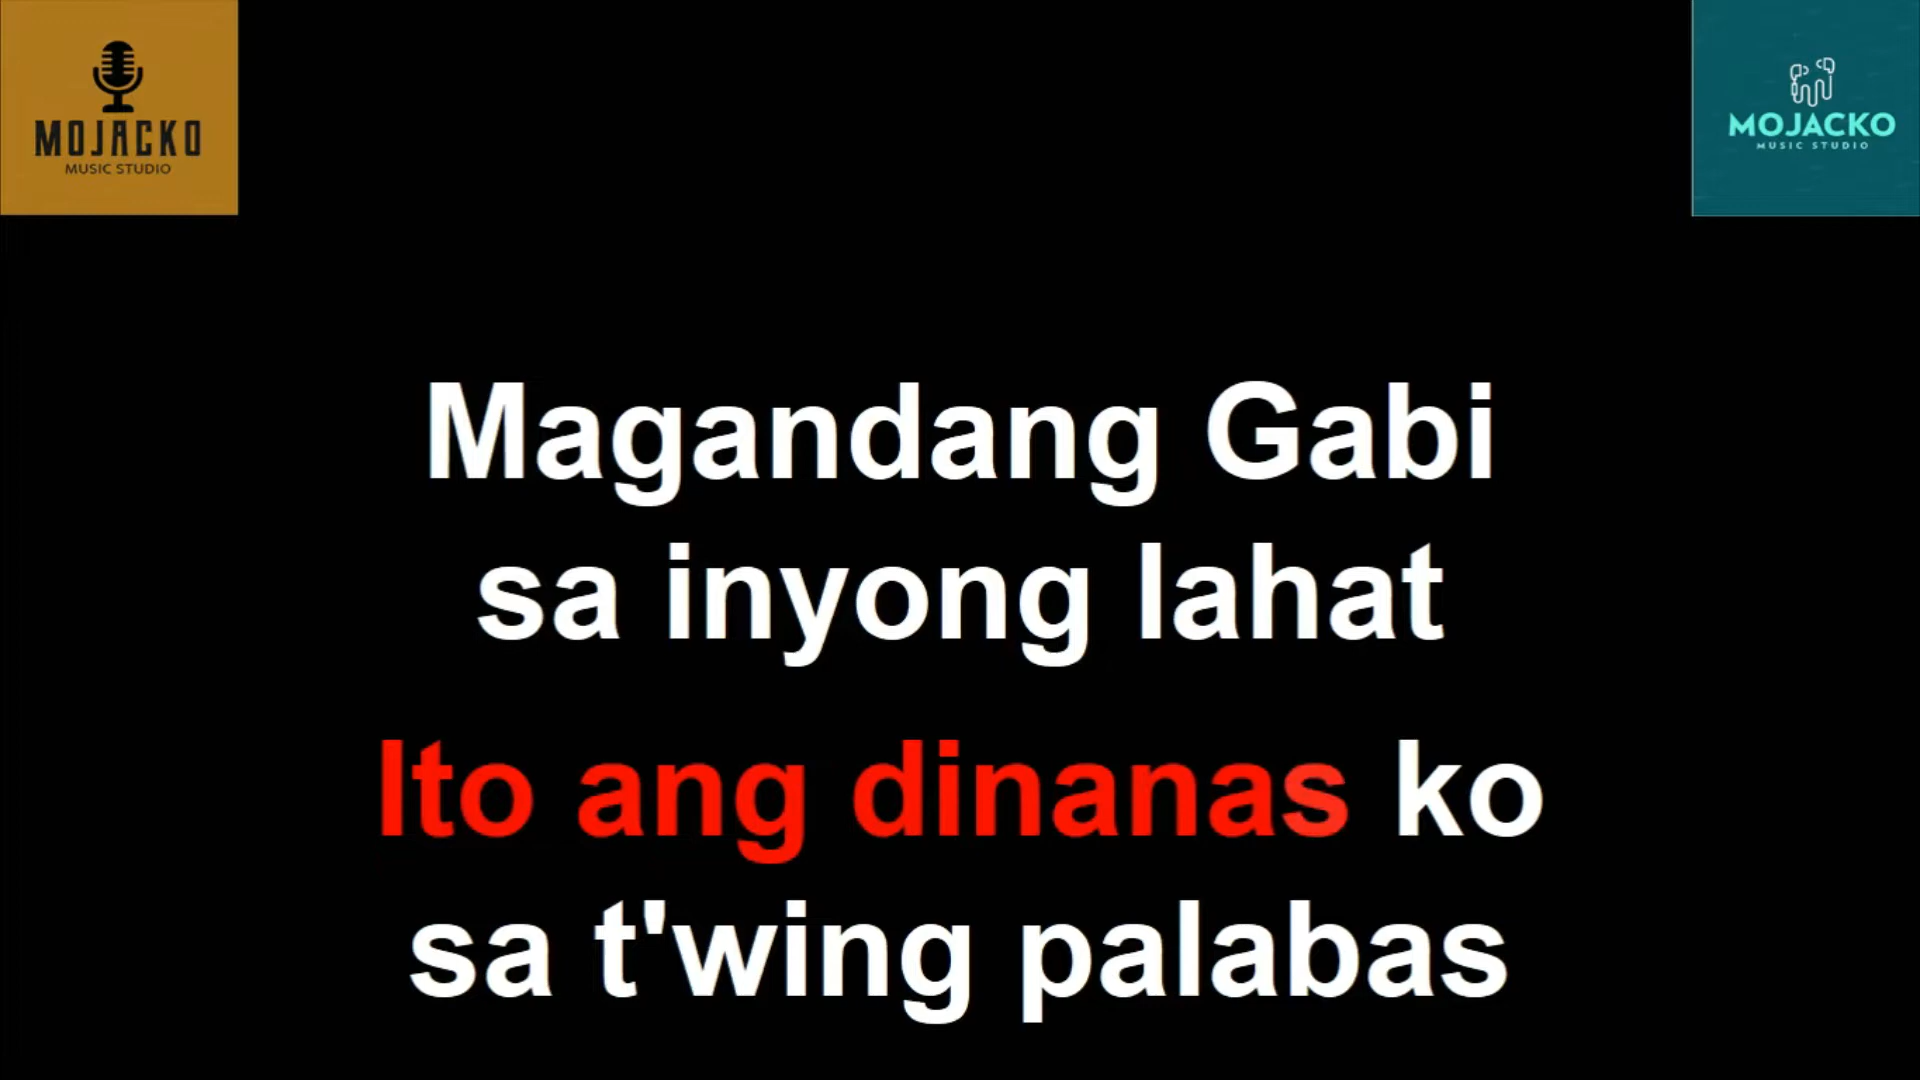 MOJACKO
MUSIC STUDIO
MOJACKO
MUSIC STUDIO
Magandang Gabi
sa inyong lahat
Ito ang dinanas ko
sa t'wing palabas